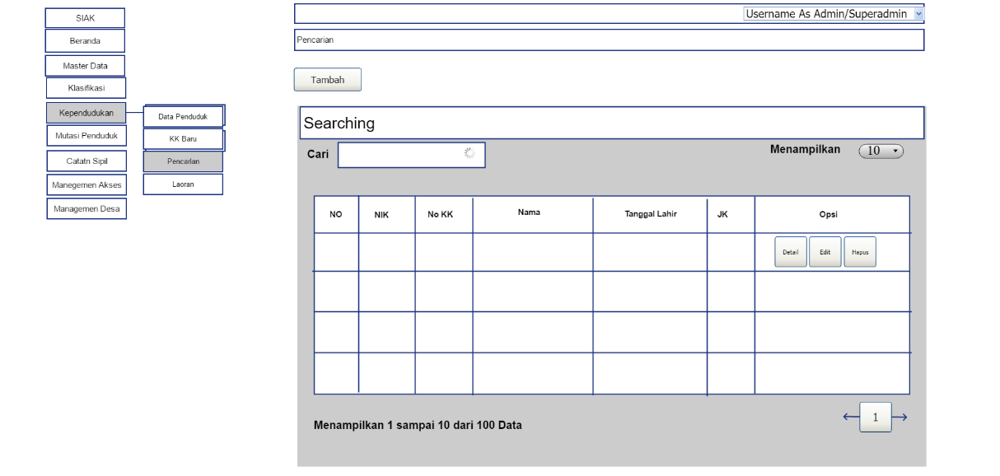 SIAK
Beranda
Master Data
Klasifikasi
Kependudukan
Mutasi Penduduk
Catatn Sipil
Manegemen Akses
Managemen Desa
Data Penduduk
KK Baru
Pencarian
Laoran
Username As Admin/Superadmin
Pencarian
Tambah
Searching
Cari
Menampilkan 10
NO NIK No KK Nama Tanggal Lahir JK Opsi
Detail Edit Hapus
Menampilkan 1 sampai 10 dari 100 Data
1